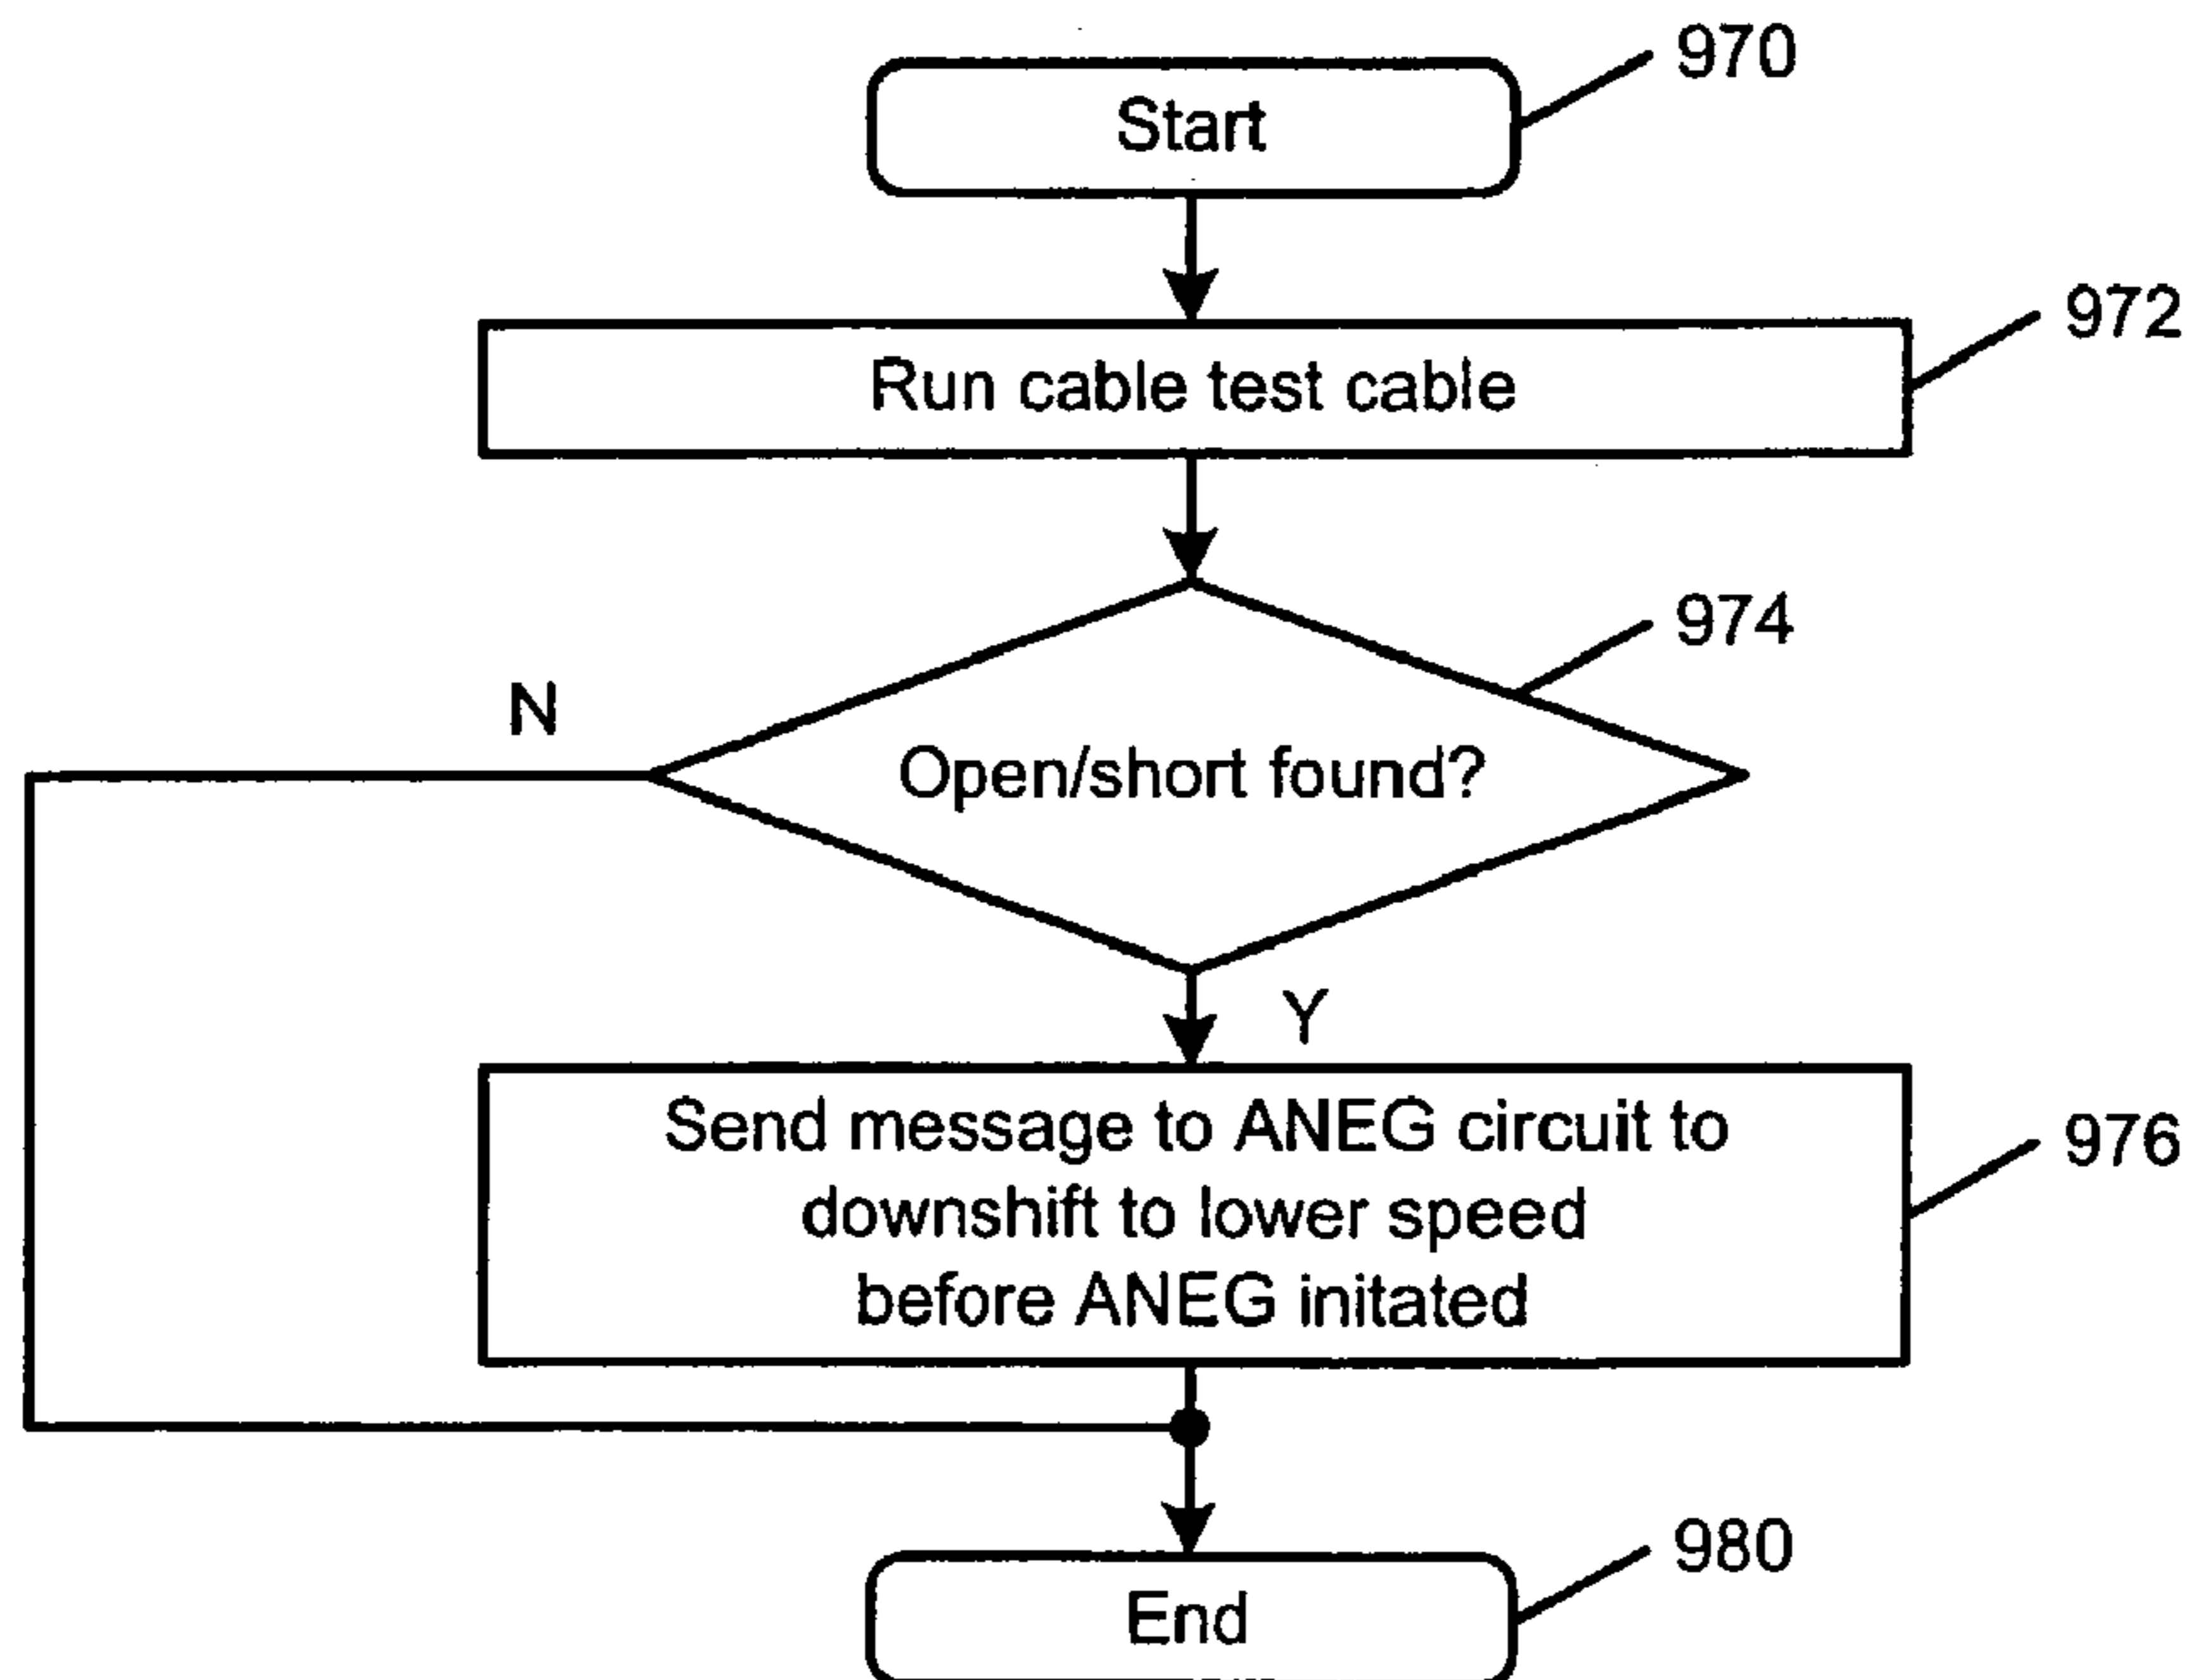 970
Start
972
Run cable test cable
974
N
Open/short found?
Y
Send message to ANEG circuit to
downshift to lower speed
before ANEG initated
976
980
End